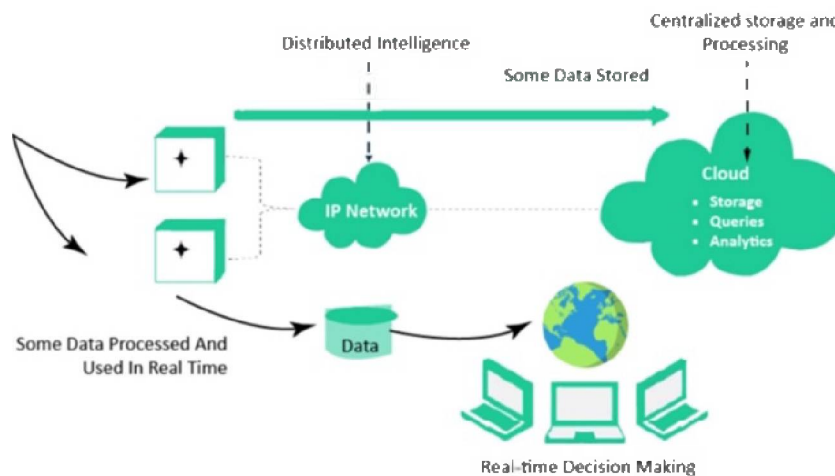 Centralized storage and
Processing
Distributed Intelligence
Some Data Stored
Cloud
▪ Storage
▪ Queries
▪ Analytics
IP Network
Some Data Processed And
Used In Real Time
Data
Real-time Decision Making